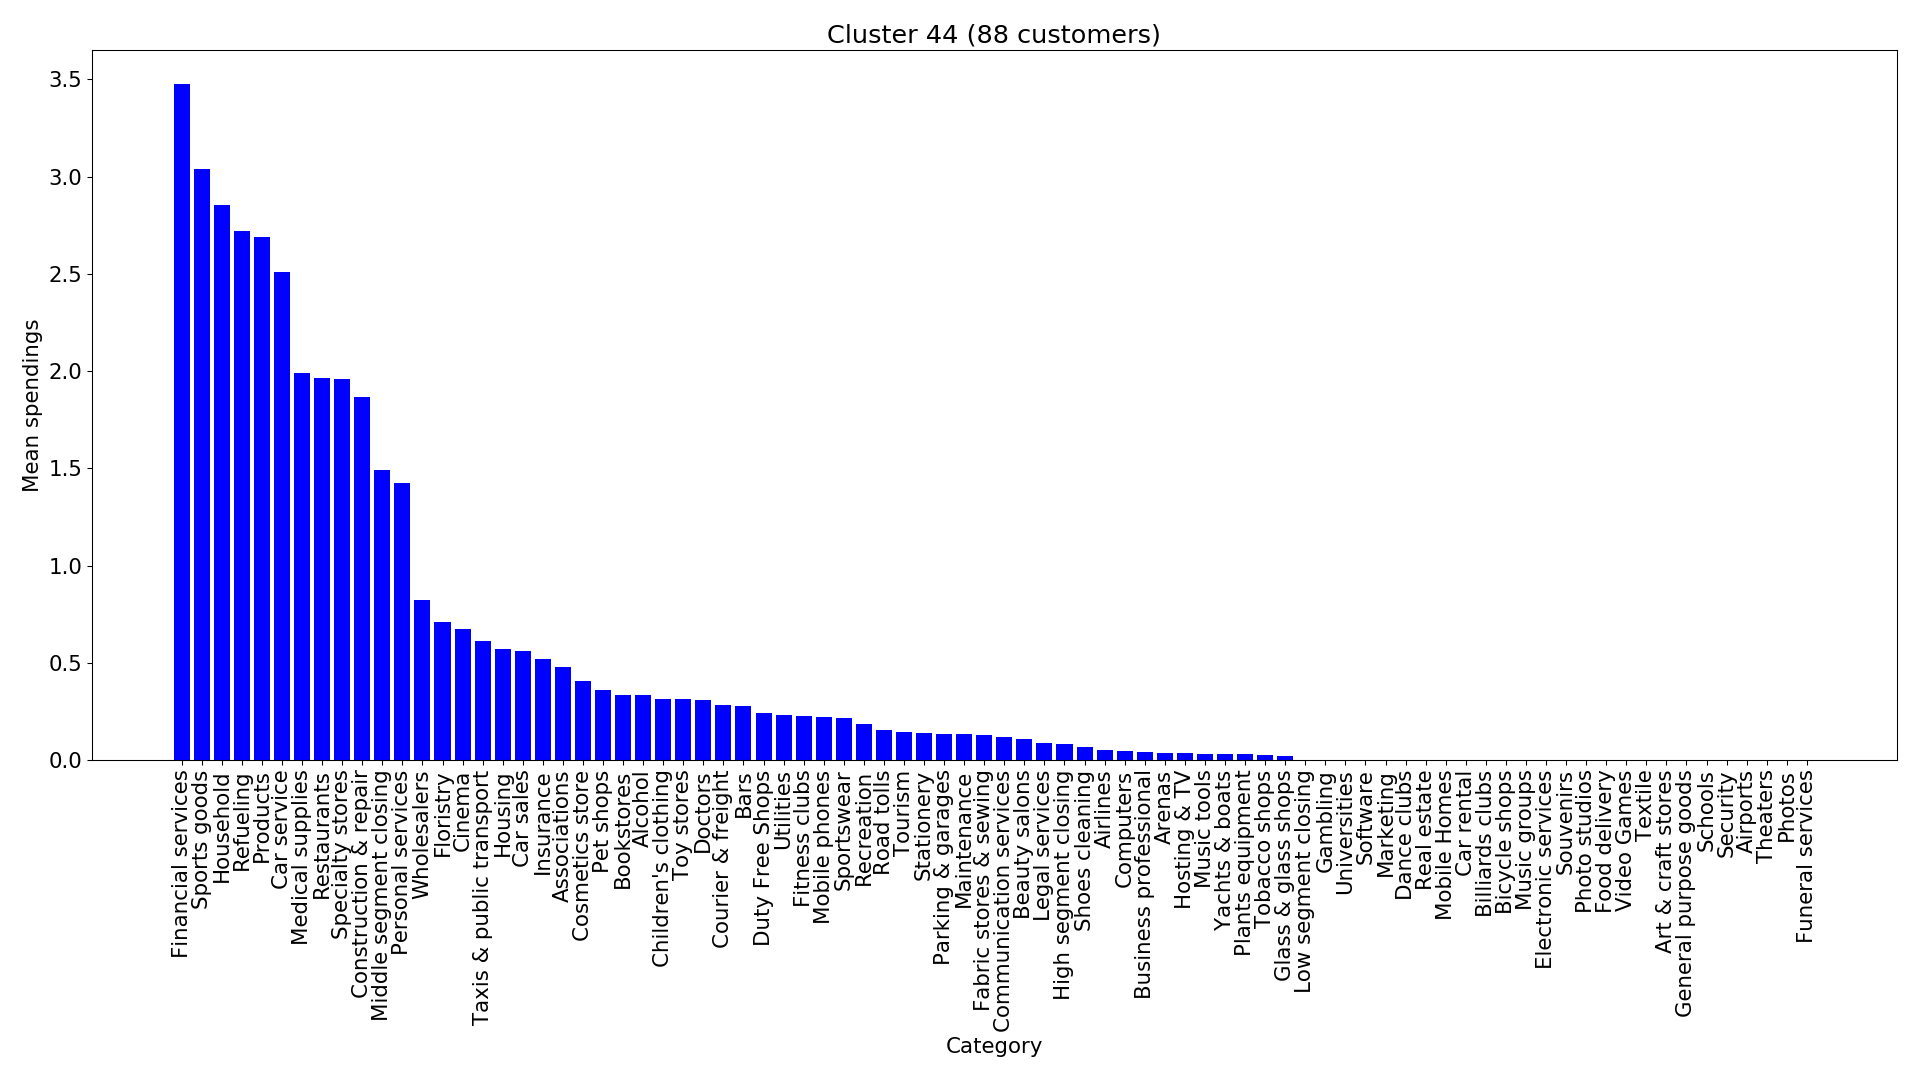 Cluster 44 (88 customers)
Mean spendings
3.5
3.0
2.5
2.0
1.5
1.0
0.5
0.0
Financial services
Sports goods
Household
Refueling
Products
Car service
Medical supplies
Restaurants
Specialty stores
Construction & repair
Middle segment closing
Personal services
Wholesalers
Floristry
Cinema
Taxis & public transport
Housing
Car sales
Insurance
Associations
Cosmetics store
Pet shops
Bookstores
Alcohol
Children's clothing
Toy stores
Doctors
Courier & freight
Bars
Duty Free Shops
Utilities
Fitness clubs
Mobile phones
Sportswear
Recreation
Road tolls
Tourism
Stationery
Parking & garages
Maintenance
Fabric stores & sewing
Communication services
Beauty salons
Legal services
High segment closing
Shoes cleaning
Airlines
Computers
Business professional
Arenas
Hosting & TV
Music tools
Yachts & boats
Plants equipment
Tobacco shops
Glass & glass shops
Low segment closing
Gambling
Universities
Software
Marketing
Dance clubs
Real estate
Mobile Homes
Car rental
Billiards clubs
Bicycle shops
Music groups
Electronic services
Souvenirs
Photo studios
Food delivery
Video Games
Textile
Art & craft stores
General purpose goods
Schools
Security
Airports
Theaters
Photos
Funeral services
Category